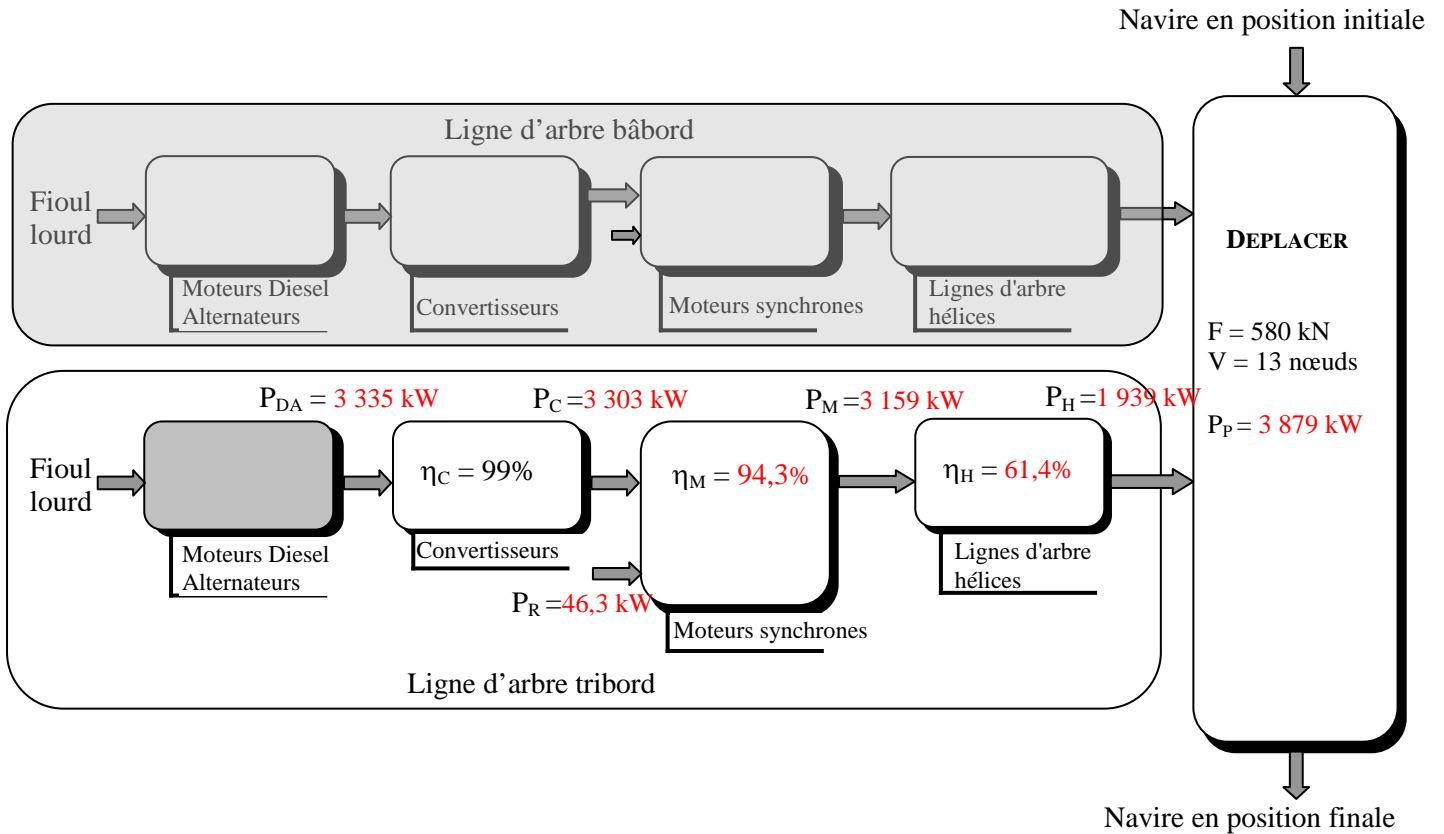 Navire en position initiale
Ligne d'arbre bâbord
Fioul
lourd
Moteurs Diesel
Alternateurs
Convertisseurs
Moteurs synchrones
Lignes d'arbre
hélices
DEPLACER
F = 580 kN
V = 13 nœuds
P_P = 3 879 kW
P_DA = 3 335 kW
P_C =3 303 kW
P_M =3 159 kW
P_H =1 939 kW
Fioul
lourd
η_C = 99%
η_M = 94,3%
η_H = 61,4%
Moteurs Diesel
Alternateurs
Convertisseurs
P_R =46,3 kW
Moteurs synchrones
Lignes d'arbre
hélices
Ligne d'arbre tribord
Navire en position finale